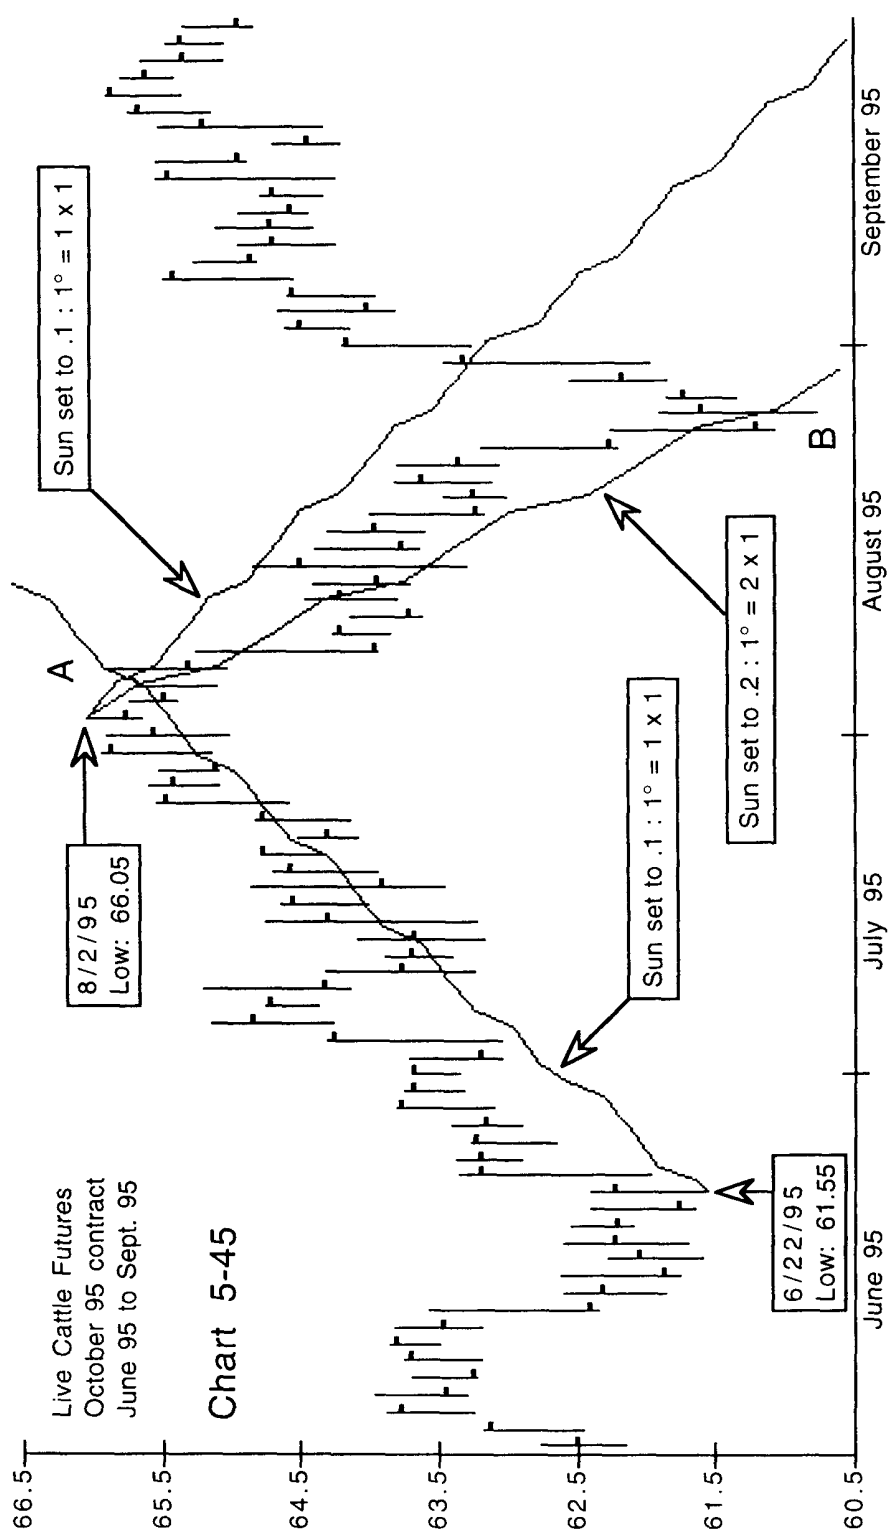 Live Cattle Futures
October 95 contract
June 95 to Sept. 95
Chart 5-45
8/2/95
Low: 66.05
A
Sun set to .1 : 1° = 1 x 1
Sun set to .1 : 1° = 1 x 1
Sun set to .2 : 1° = 2 x 1
B
6/22/95
Low: 61.55
66.5
65.5
64.5
63.5
62.5
61.5
60.5
June 95
July 95
August 95
September 95